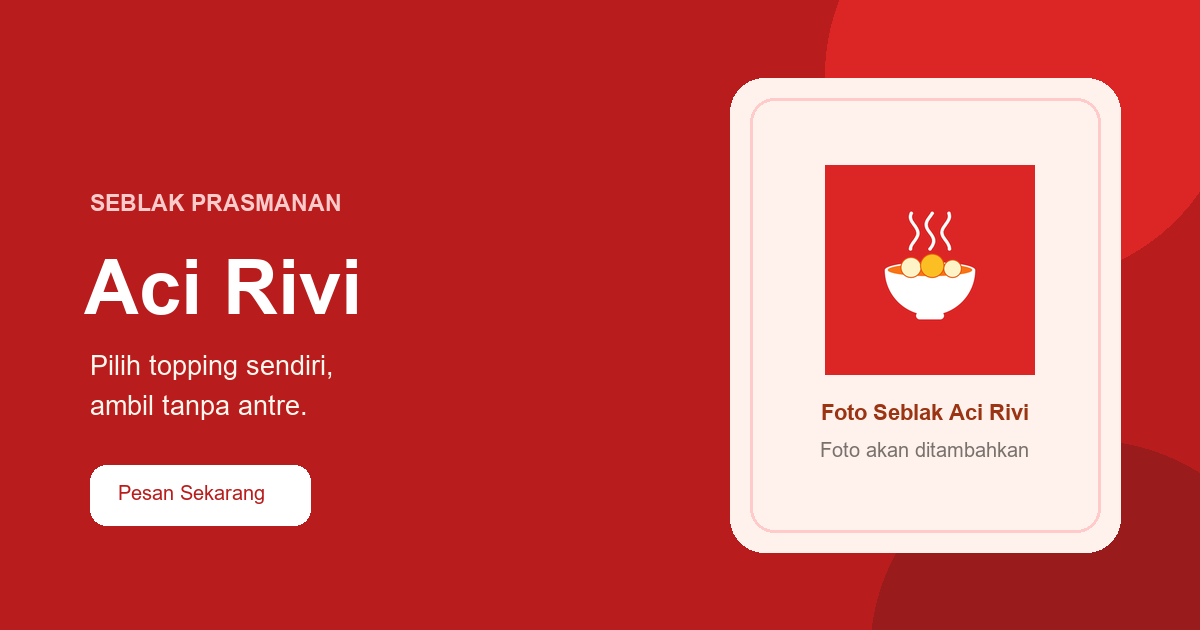 SEBLAK PRASMANAN
Aci Rivi
Pilih topping sendiri,
ambil tanpa antre.
Pesan Sekarang
Foto Seblak Aci Rivi
Foto akan ditambahkan